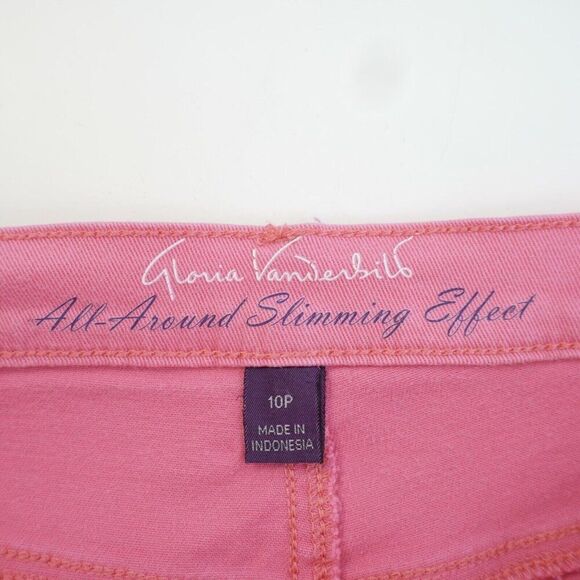 Gloria Vanderbilt
All-Around Slimming Effect
10P
MADE IN
INDONESIA